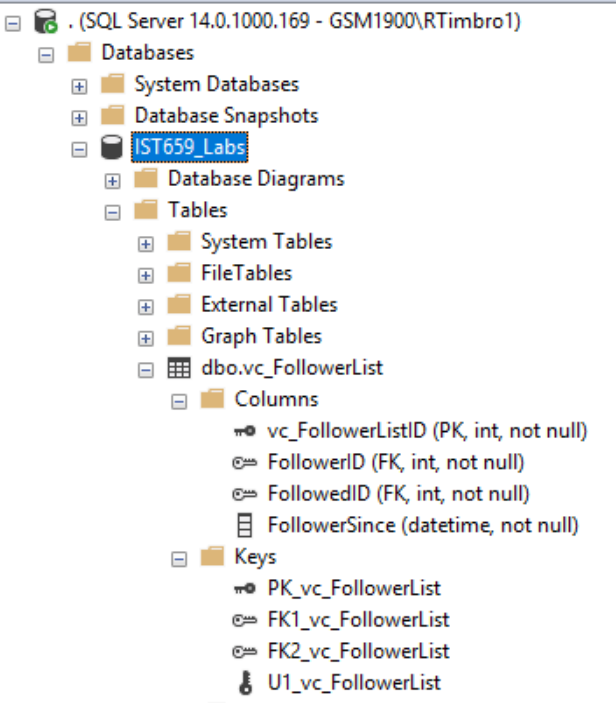 . (SQL Server 14.0.1000.169 - GSM1900\RTimbro1)
Databases
System Databases
Database Snapshots
IST659_Labs
Database Diagrams
Tables
System Tables
FileTables
External Tables
Graph Tables
dbo.vc_FollowerList
Columns
vc_FollowerListID (PK, int, not null)
FollowerID (FK, int, not null)
FollowedID (FK, int, not null)
FollowerSince (datetime, not null)
Keys
PK_vc_FollowerList
FK1_vc_FollowerList
FK2_vc_FollowerList
U1_vc_FollowerList